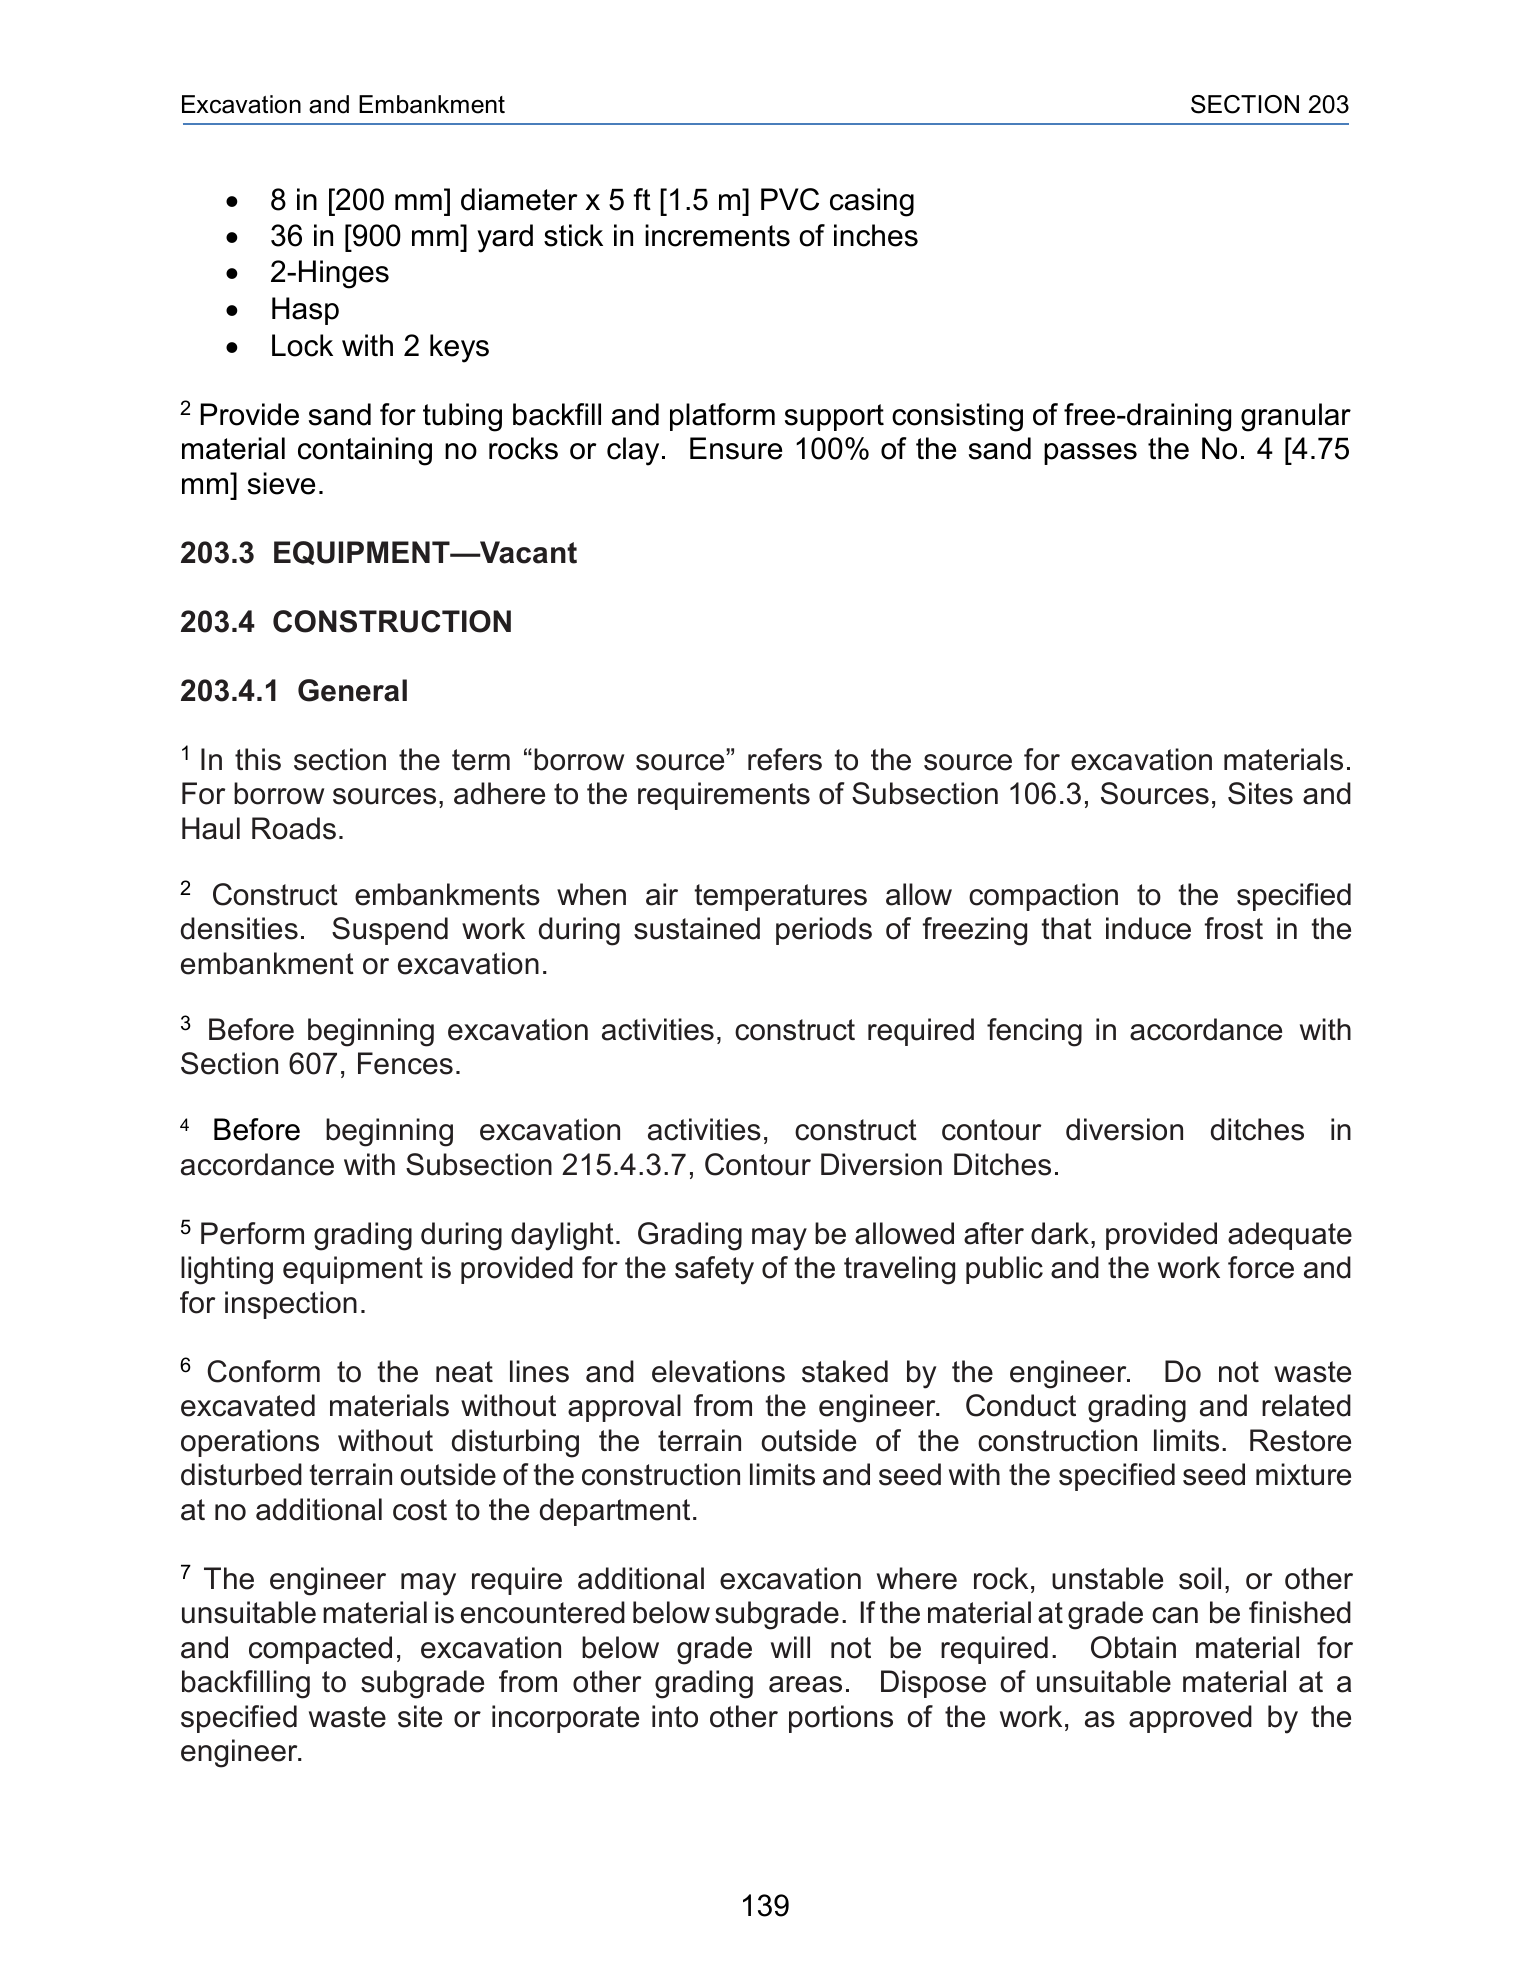 Excavation and Embankment SECTION 203
• 8 in [200 mm] diameter x 5 ft [1.5 m] PVC casing
• 36 in [900 mm] yard stick in increments of inches
• 2-Hinges
• Hasp
• Lock with 2 keys
2 Provide sand for tubing backfill and platform support consisting of free-draining granular
material containing no rocks or clay. Ensure 100% of the sand passes the No. 4 [4.75
mm] sieve.
203.3 EQUIPMENT—Vacant
203.4 CONSTRUCTION
203.4.1 General
1 In this section the term “borrow source” refers to the source for excavation materials.
For borrow sources, adhere to the requirements of Subsection 106.3, Sources, Sites and
Haul Roads.
2 Construct embankments when air temperatures allow compaction to the specified
densities. Suspend work during sustained periods of freezing that induce frost in the
embankment or excavation.
3 Before beginning excavation activities, construct required fencing in accordance with
Section 607, Fences.
4 Before beginning excavation activities, construct contour diversion ditches in
accordance with Subsection 215.4.3.7, Contour Diversion Ditches.
5 Perform grading during daylight. Grading may be allowed after dark, provided adequate
lighting equipment is provided for the safety of the traveling public and the work force and
for inspection.
6 Conform to the neat lines and elevations staked by the engineer. Do not waste
excavated materials without approval from the engineer. Conduct grading and related
operations without disturbing the terrain outside of the construction limits. Restore
disturbed terrain outside of the construction limits and seed with the specified seed mixture
at no additional cost to the department.
7 The engineer may require additional excavation where rock, unstable soil, or other
unsuitable material is encountered below subgrade. If the material at grade can be finished
and compacted, excavation below grade will not be required. Obtain material for
backfilling to subgrade from other grading areas. Dispose of unsuitable material at a
specified waste site or incorporate into other portions of the work, as approved by the
engineer.
139